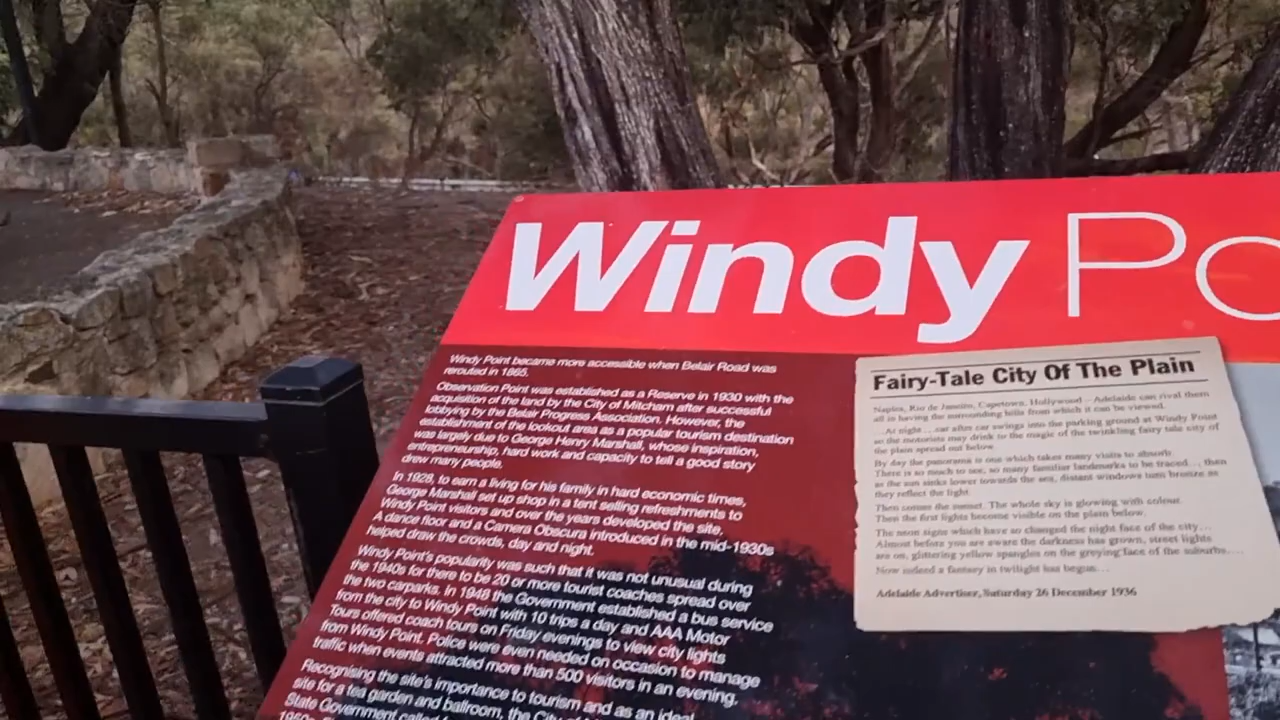 Windy Po
Windy Point became more accessible when Belair Road was
rerouted in 1865.
Observation Point was established as a Reserve in 1930 with the
acquisition of the land by the City of Mitcham after successful
lobbying by the Belair Progress Association. However, the
establishment of the lookout area as a popular tourism destination
was largely due to George Henry Marshall, whose inspiration,
entrepreneurship, hard work and capacity to tell a good story
drew many people.
In 1928, to earn a living for his family in hard economic times,
George Marshall set up shop in a tent selling refreshments to
Windy Point visitors and over the years developed the site.
A dance floor and a Camera Obscura introduced in the mid-1930s
helped draw the crowds, day and night.
Windy Point's popularity was such that it was not unusual during
the 1940s for there to be 20 or more tourist coaches spread over
the two carparks. In 1948 the Government established a bus service
from the city to Windy Point with 10 trips a day and AAA Motor
Tours offered coach tours on Friday evenings to view city lights
from Windy Point. Police were even needed on occasion to manage
traffic when events attracted more than 500 visitors in an evening.
Recognising the site's importance to tourism and as an ideal
site for a tea garden and ballroom, the City of
State Government called
Fairy-Tale City Of The Plain
Naples, Rio de Janeiro, Capetown, Hollywood – Adelaide can rival them
all in having the surrounding hills from which it can be viewed.
...At night... car after car swings into the parking ground at Windy Point
so the motorists may drink to the magic of the twinkling fairy tale city of
the plain spread out below.
By day the panorama is one which takes many visits to absorb.
There is so much to see, so many familiar landmarks to be traced... then
as the sun sinks lower towards the sea, distant windows turn bronze as
they reflect the light.
Then comes the sunset. The whole sky is glowing with colour.
Then the first lights become visible on the plain below.
The neon signs which have so changed the night face of the city...
Almost before you are aware the darkness has grown, street lights
are on, glittering yellow spangles on the greying face of the suburbs....
Now indeed a fantasy in twilight has begun...
Adelaide Advertiser, Saturday 26 December 1936